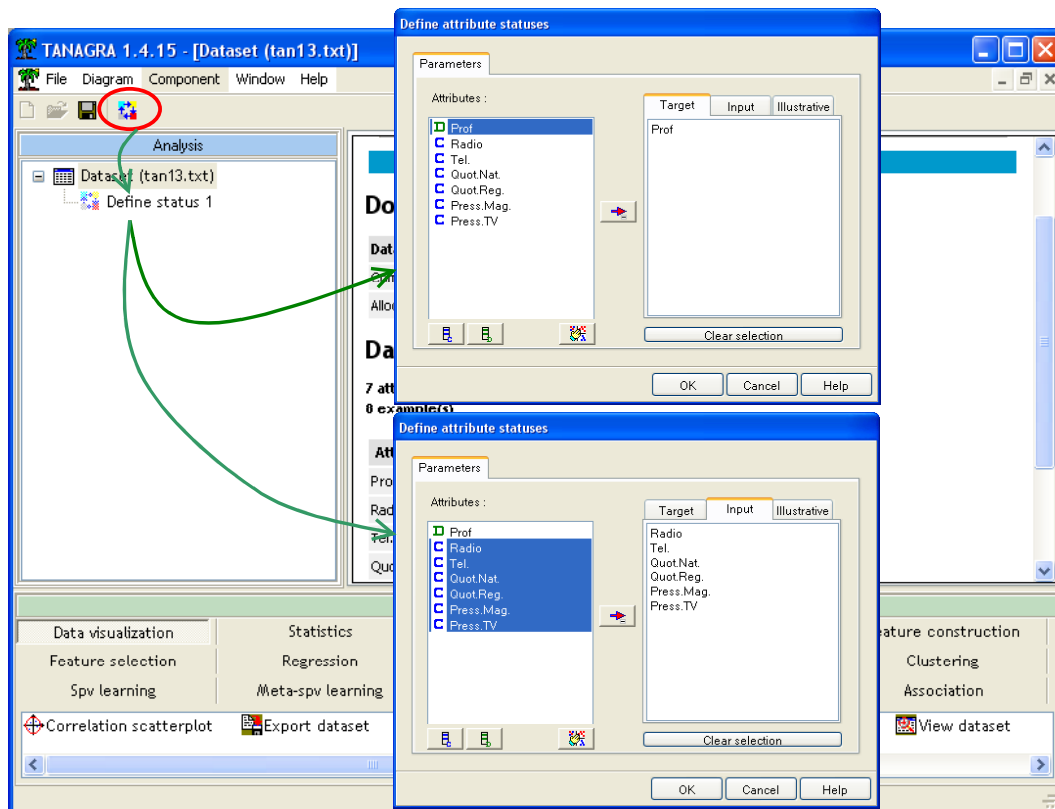 TANAGRA 1.4.15 - [Dataset (tan13.txt)]
File Diagram Component Window Help
Analysis
Dataset (tan13.txt)
Define status 1
Do
Dat
Allo
Da
7 att
8 example(s)
Att
Pro
Rad
Tel.
Quo
Define attribute statuses
Parameters
Attributes :
D Prof
C Radio
C Tel.
C Quot.Nat.
C Quot.Reg.
C Press.Mag.
C Press.TV
Target Input Illustrative
Prof
Clear selection
OK Cancel Help
Define attribute statuses
Parameters
Attributes :
D Prof
C Radio
C Tel.
C Quot.Nat.
C Quot.Reg.
C Press.Mag.
C Press.TV
Target Input Illustrative
Radio
Tel.
Quot.Nat.
Quot.Reg.
Press.Mag.
Press.TV
Clear selection
OK Cancel Help
Data visualization Statistics eature construction
Feature selection Regression Clustering
Spv learning Meta-spv learning Association
Correlation scatterplot Export dataset View dataset